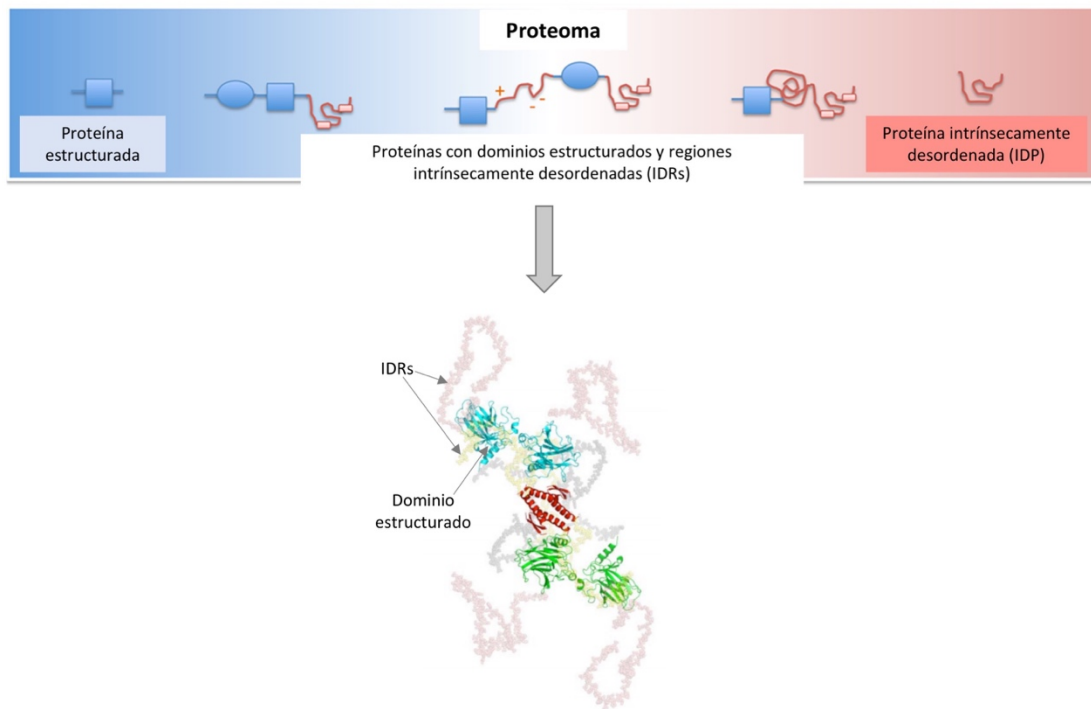 Proteoma
+
- -
Proteína
estructurada
Proteínas con dominios estructurados y regiones
intrínsecamente desordenadas (IDRs)
Proteína intrínsecamente
desordenada (IDP)
IDRs
Dominio
estructurado